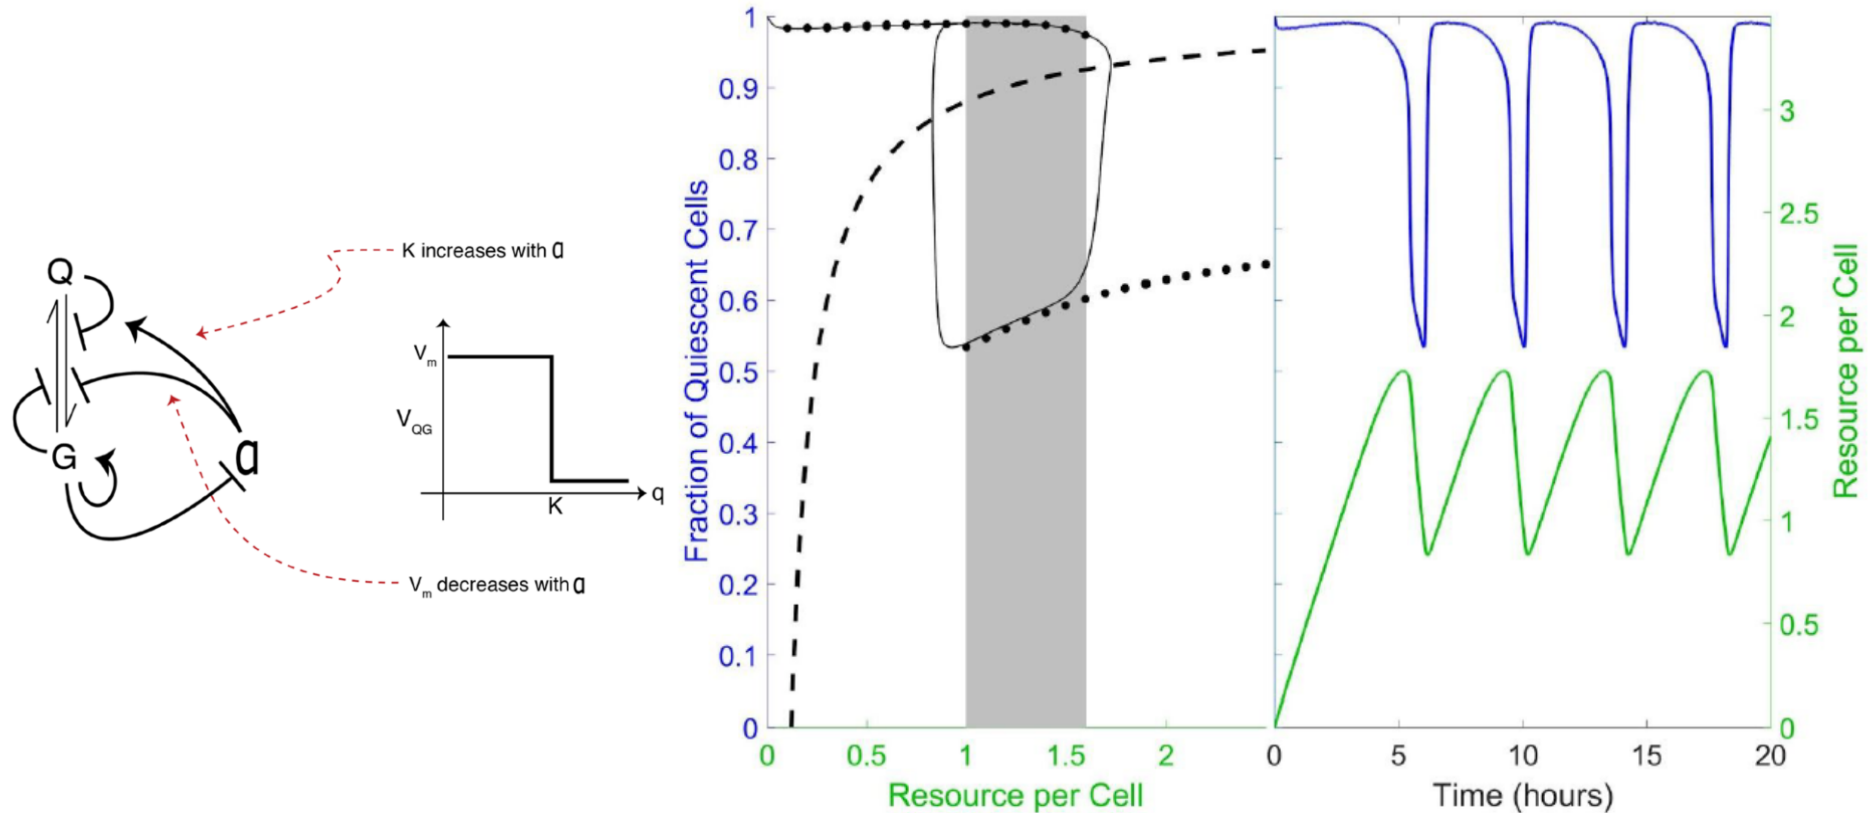 Q
G
a
K increases with a
V_m
V_QG
K
q
V_m decreases with a
Fraction of Quiescent Cells
1
0.9
0.8
0.7
0.6
0.5
0.4
0.3
0.2
0.1
0
0 0.5 1 1.5 2
Resource per Cell
0 5 10 15 20
Time (hours)
3
2.5
2
1.5
1
0.5
0
Resource per Cell